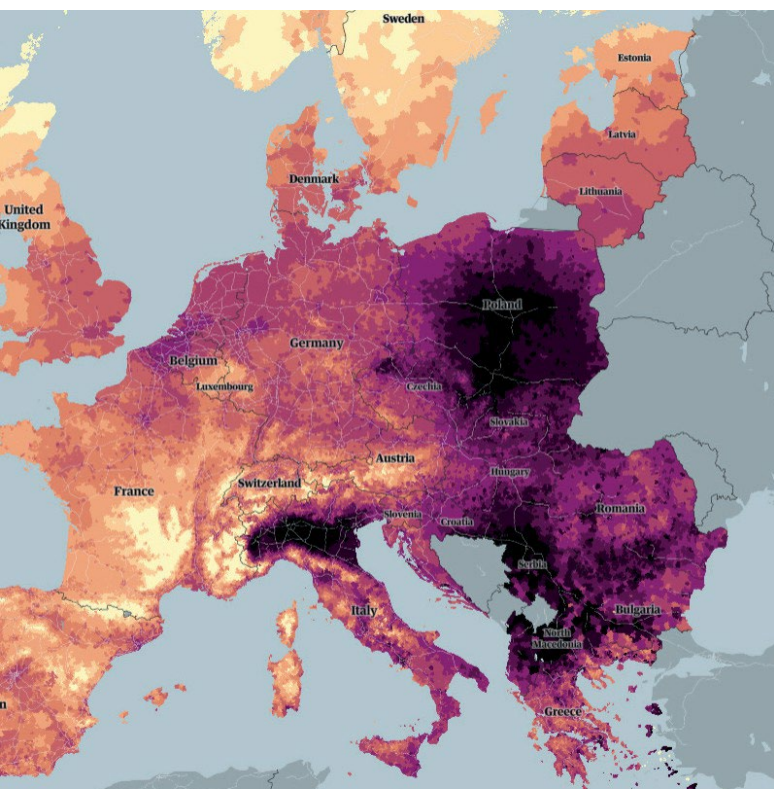 Sweden
Estonia
Latvia
Denmark
Lithuania
United
Kingdom
Poland
Germany
Belgium
Luxembourg
Czechia
Slovakia
Austria
Hungary
Switzerland
France
Romania
Slovenia
Croatia
Serbia
Italy
Bulgaria
North
Macedonia
n
Greece